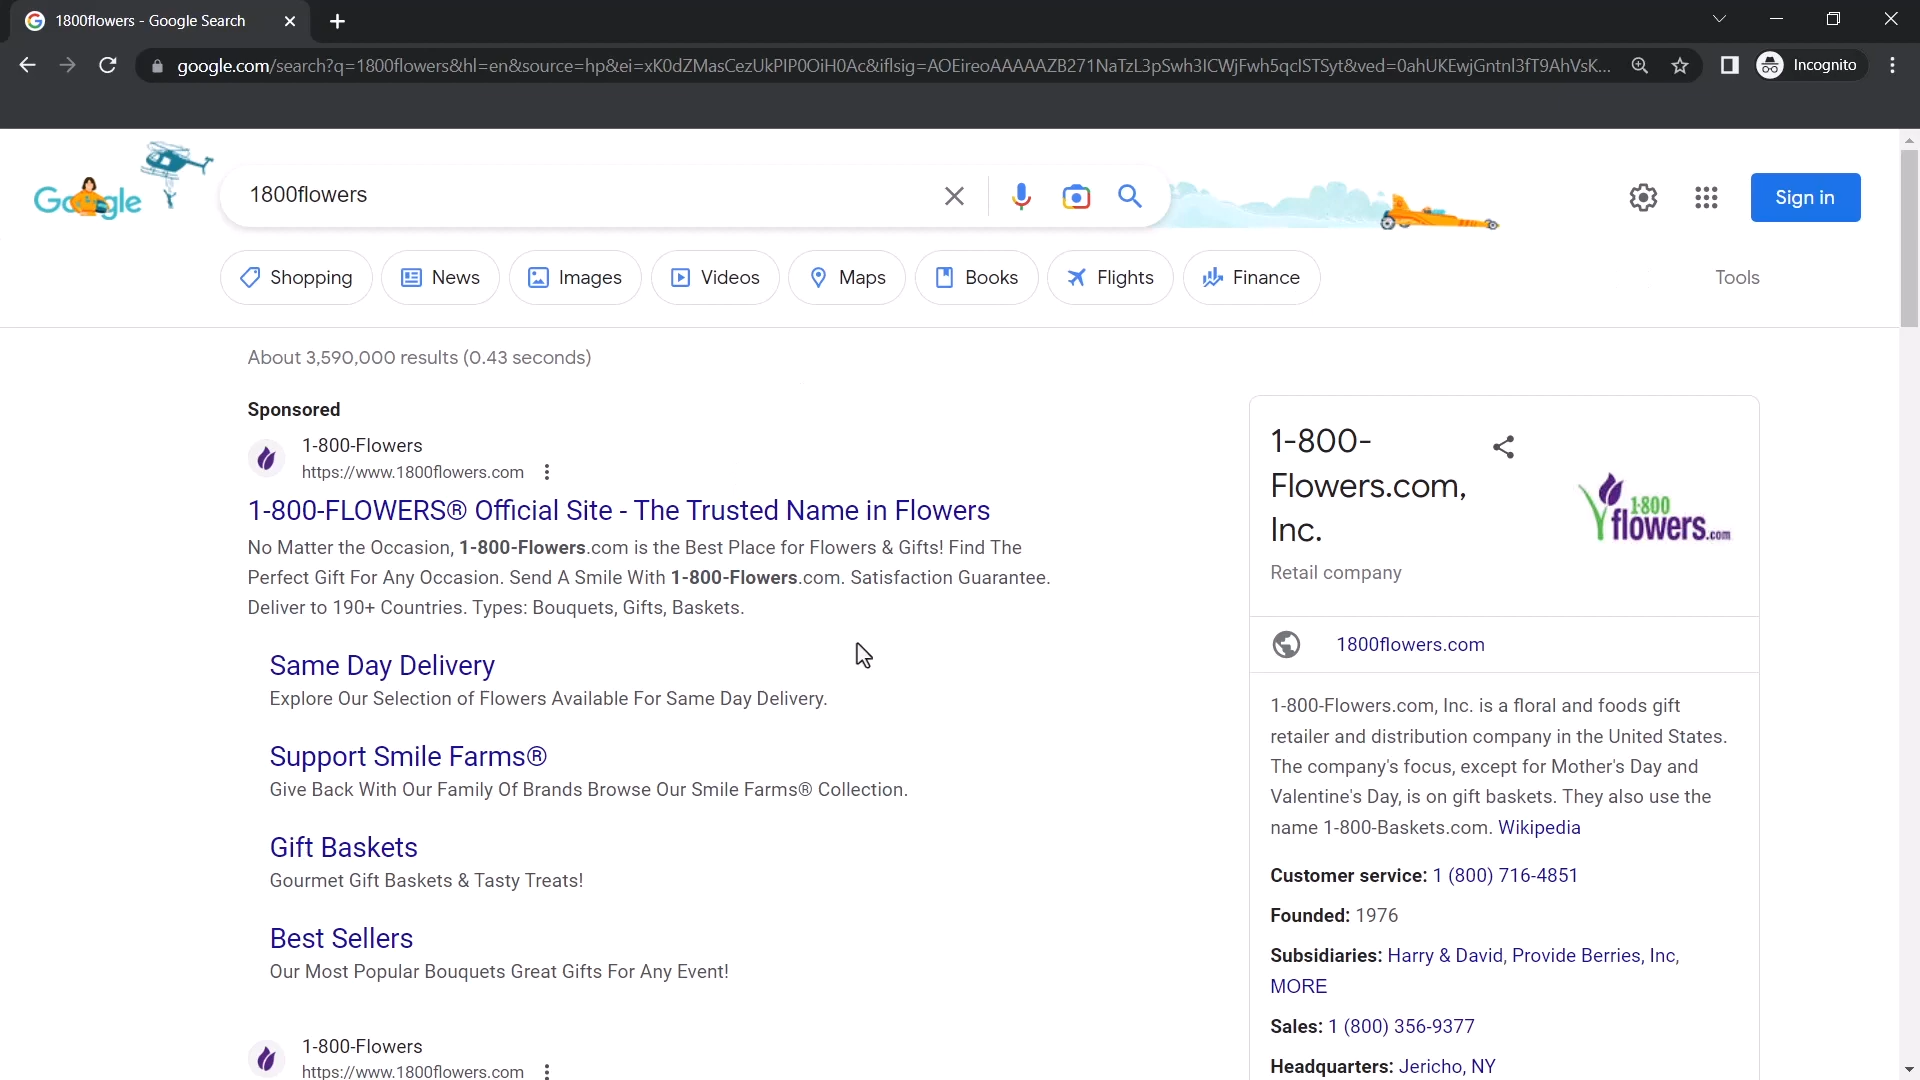 1800flowers - Google Search
google.com/search?q=1800flowers&hl=en&source=hp&ei=xK0dZMasCezUkPIP0OiH0Ac&iflsig=AOEireoAAAAAZB271NaTzL3pSwh3ICWjFwh5qcISTSyt&ved=0ahUKEwjGntnl3fT9AhVsK...
Incognito
Google
1800flowers
Sign in
Shopping
News
Images
Videos
Maps
Books
Flights
Finance
Tools
About 3,590,000 results (0.43 seconds)
Sponsored
1-800-Flowers
https://www.1800flowers.com
1-800-FLOWERS® Official Site - The Trusted Name in Flowers
No Matter the Occasion, 1-800-Flowers.com is the Best Place for Flowers & Gifts! Find The
Perfect Gift For Any Occasion. Send A Smile With 1-800-Flowers.com. Satisfaction Guarantee.
Deliver to 190+ Countries. Types: Bouquets, Gifts, Baskets.
Same Day Delivery
Explore Our Selection of Flowers Available For Same Day Delivery.
Support Smile Farms®
Give Back With Our Family Of Brands Browse Our Smile Farms® Collection.
Gift Baskets
Gourmet Gift Baskets & Tasty Treats!
Best Sellers
Our Most Popular Bouquets Great Gifts For Any Event!
1-800-Flowers
https://www.1800flowers.com
1-800-
Flowers.com,
Inc.
Retail company
1·800
flowers.com
1800flowers.com
1-800-Flowers.com, Inc. is a floral and foods gift
retailer and distribution company in the United States.
The company's focus, except for Mother's Day and
Valentine's Day, is on gift baskets. They also use the
name 1-800-Baskets.com. Wikipedia
Customer service: 1 (800) 716-4851
Founded: 1976
Subsidiaries: Harry & David, Provide Berries, Inc,
MORE
Sales: 1 (800) 356-9377
Headquarters: Jericho, NY